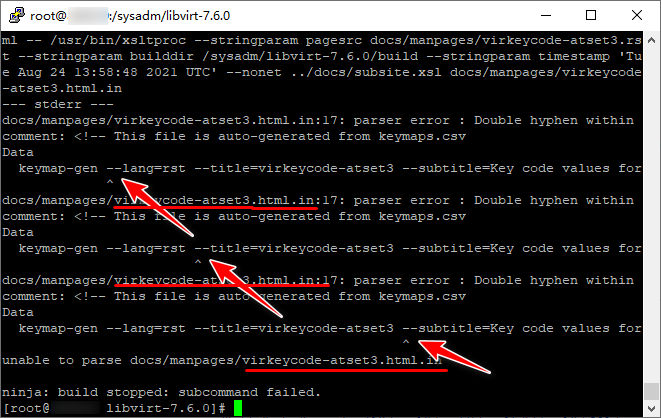 root@ :/sysadm/libvirt-7.6.0
ml -- /usr/bin/xsltproc --stringparam pagesrc docs/manpages/virkeycode-atset3.rs
t --stringparam builddir /sysadm/libvirt-7.6.0/build --stringparam timestamp 'Tu
e Aug 24 13:58:48 2021 UTC' --nonet ../docs/subsite.xsl docs/manpages/virkeycode
-atset3.html.in
--- stderr ---
docs/manpages/virkeycode-atset3.html.in:17: parser error : Double hyphen within
comment: <!-- This file is auto-generated from keymaps.csv
Data
keymap-gen --lang=rst --title=virkeycode-atset3 --subtitle=Key code values for
^
docs/manpages/virkeycode-atset3.html.in:17: parser error : Double hyphen within
comment: <!-- This file is auto-generated from keymaps.csv
Data
keymap-gen --lang=rst --title=virkeycode-atset3 --subtitle=Key code values for
^
docs/manpages/virkeycode-atset3.html.in:17: parser error : Double hyphen within
comment: <!-- This file is auto-generated from keymaps.csv
Data
keymap-gen --lang=rst --title=virkeycode-atset3 --subtitle=Key code values for
^
unable to parse docs/manpages/virkeycode-atset3.html.in
ninja: build stopped: subcommand failed.
[root@ libvirt-7.6.0]#